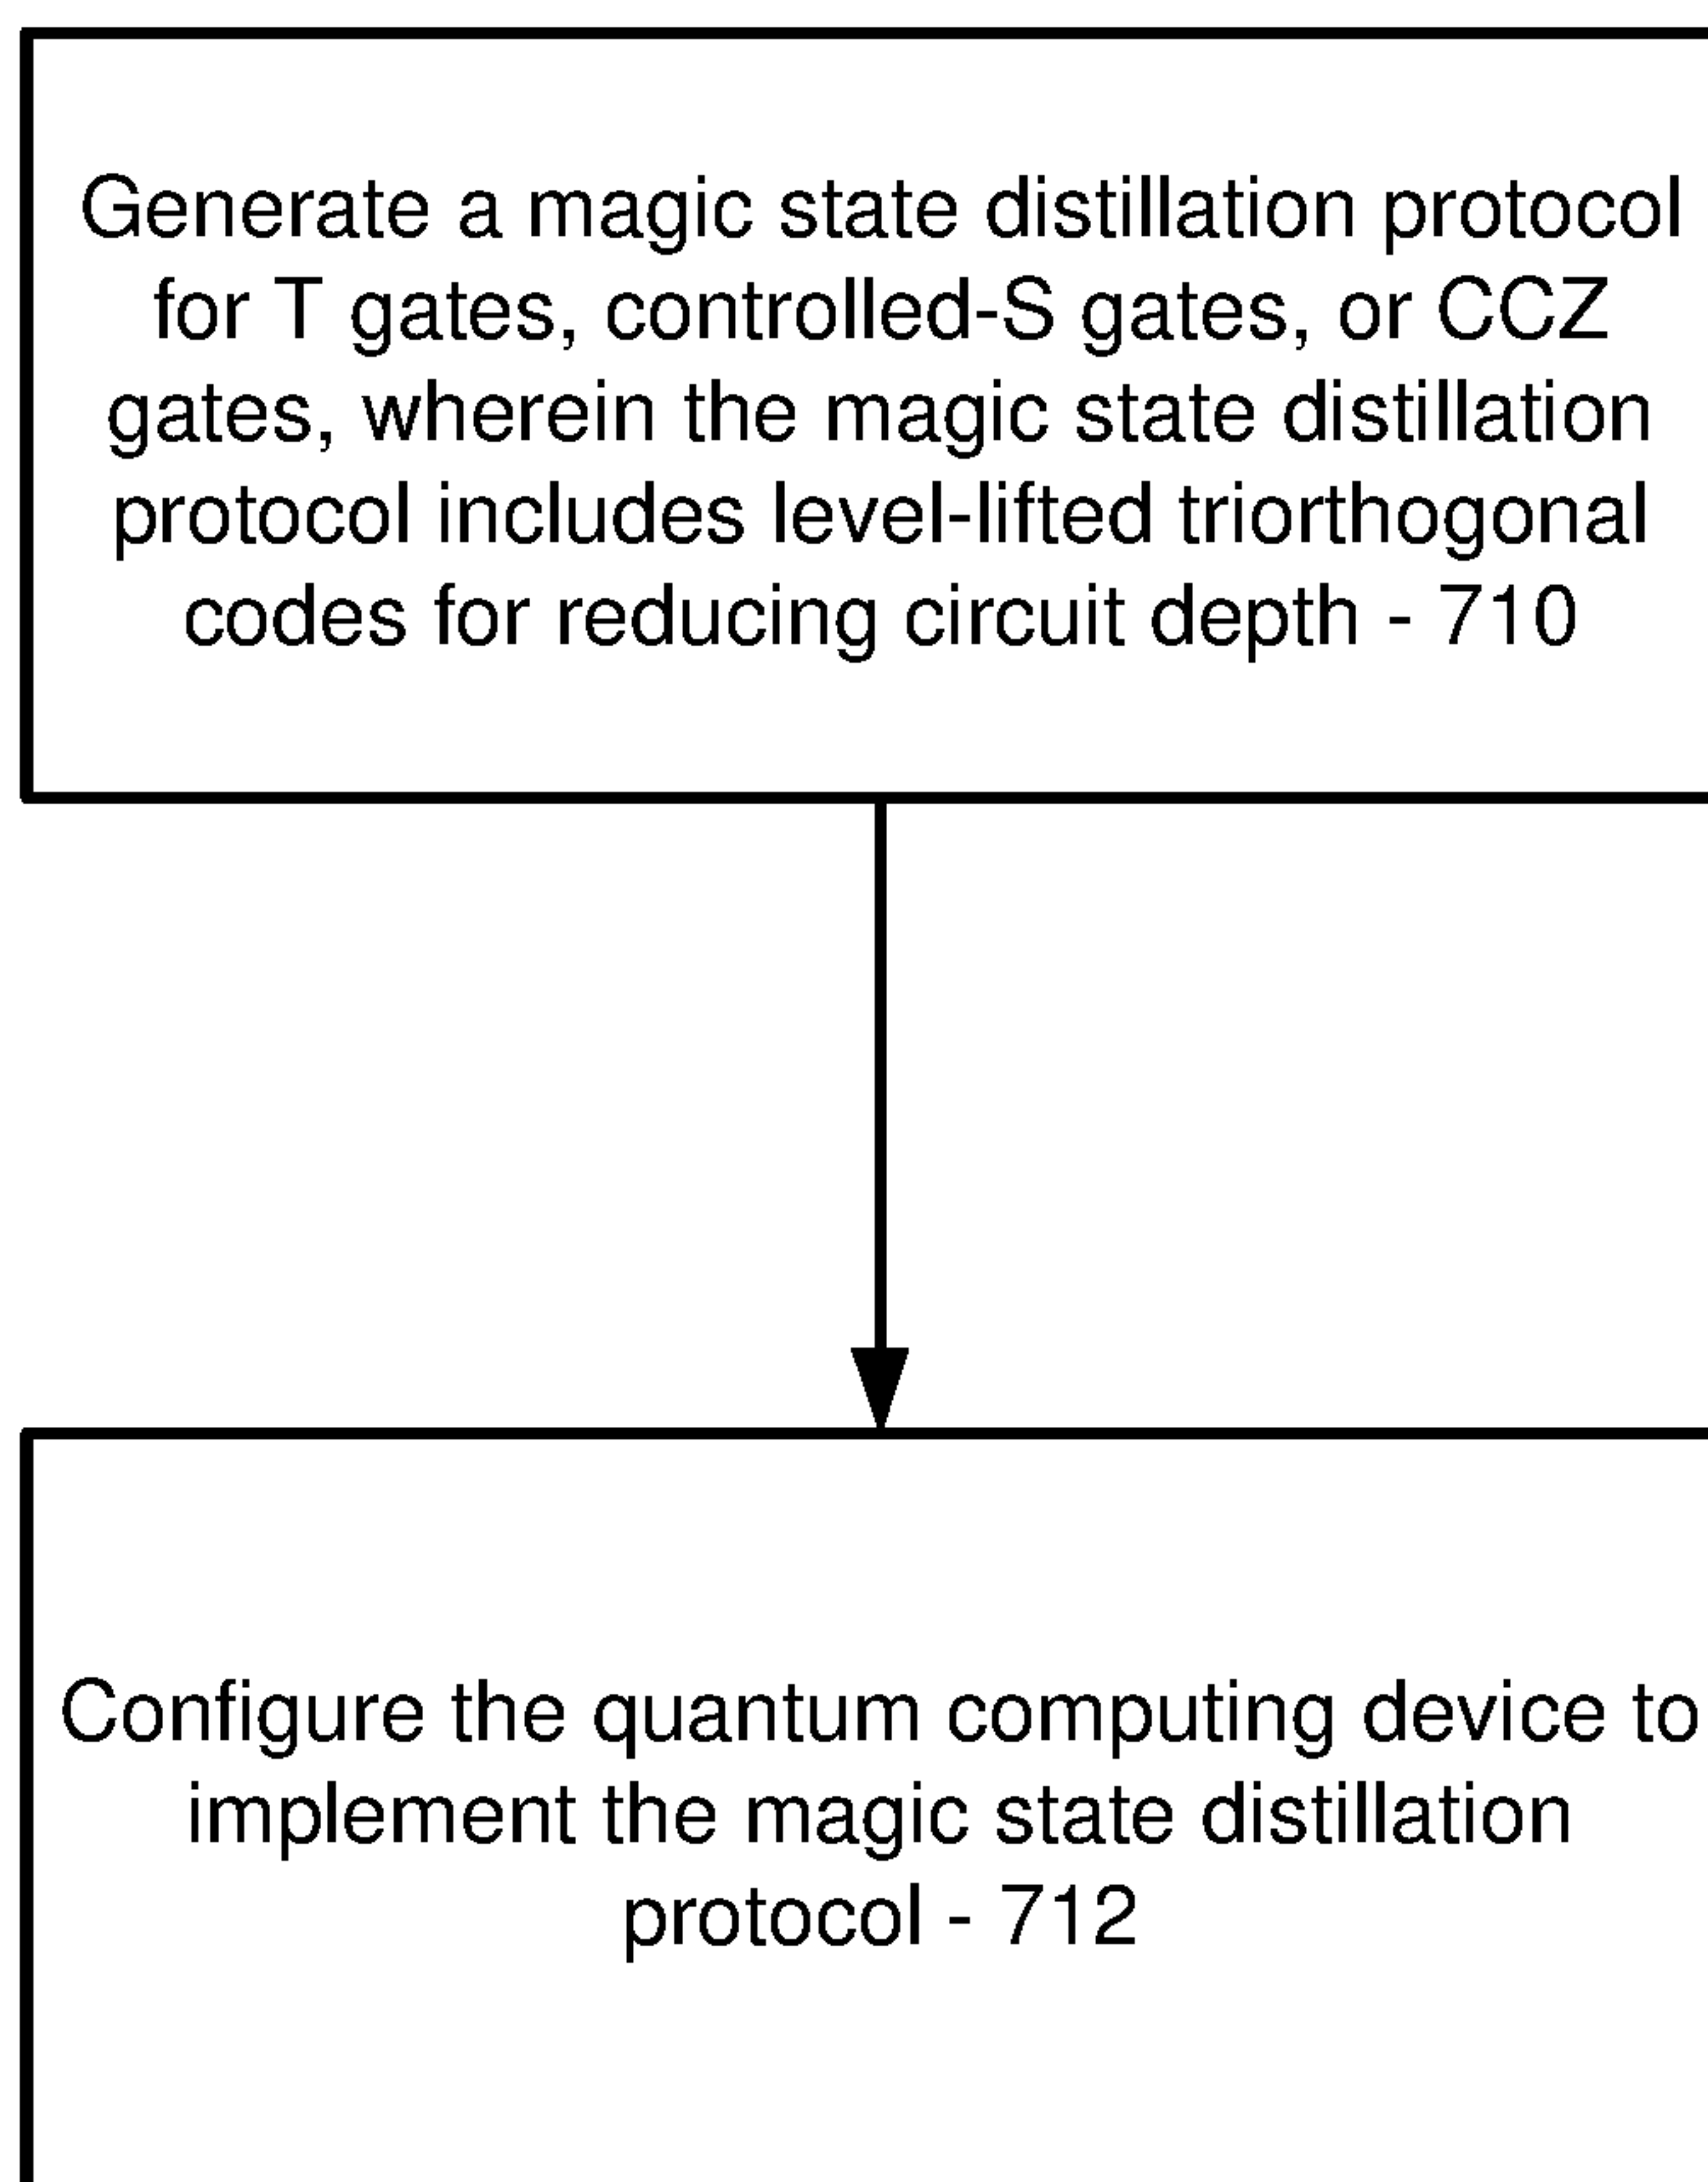 Generate a magic state distillation protocol
for T gates, controlled-S gates, or CCZ
gates, wherein the magic state distillation
protocol includes level-lifted triorthogonal
codes for reducing circuit depth - 710
Configure the quantum computing device to
implement the magic state distillation
protocol - 712